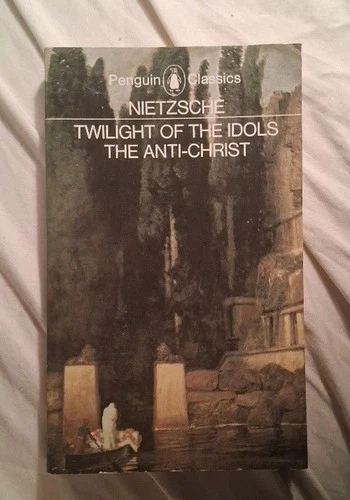 Penguin Classics
NIETZSCHE
TWILIGHT OF THE IDOLS
THE ANTI-CHRIST